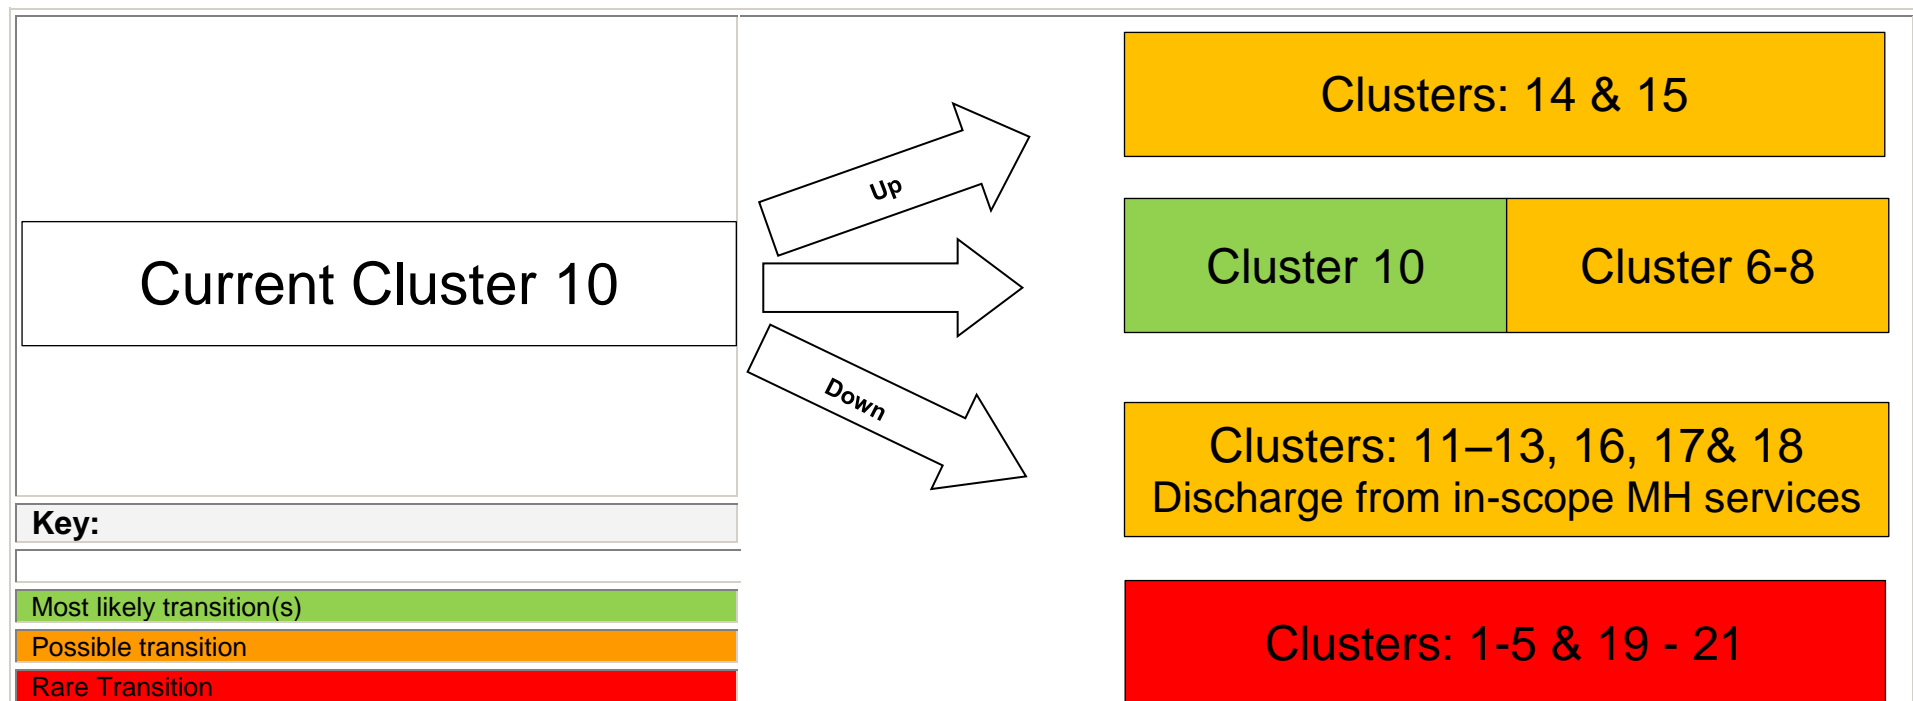 Clusters: 14 & 15
Up
Current Cluster 10
Cluster 10
Cluster 6-8
Down
Clusters: 11–13, 16, 17& 18
Discharge from in-scope MH services
Key:
Most likely transition(s)
Possible transition
Rare Transition
Clusters: 1-5 & 19 - 21